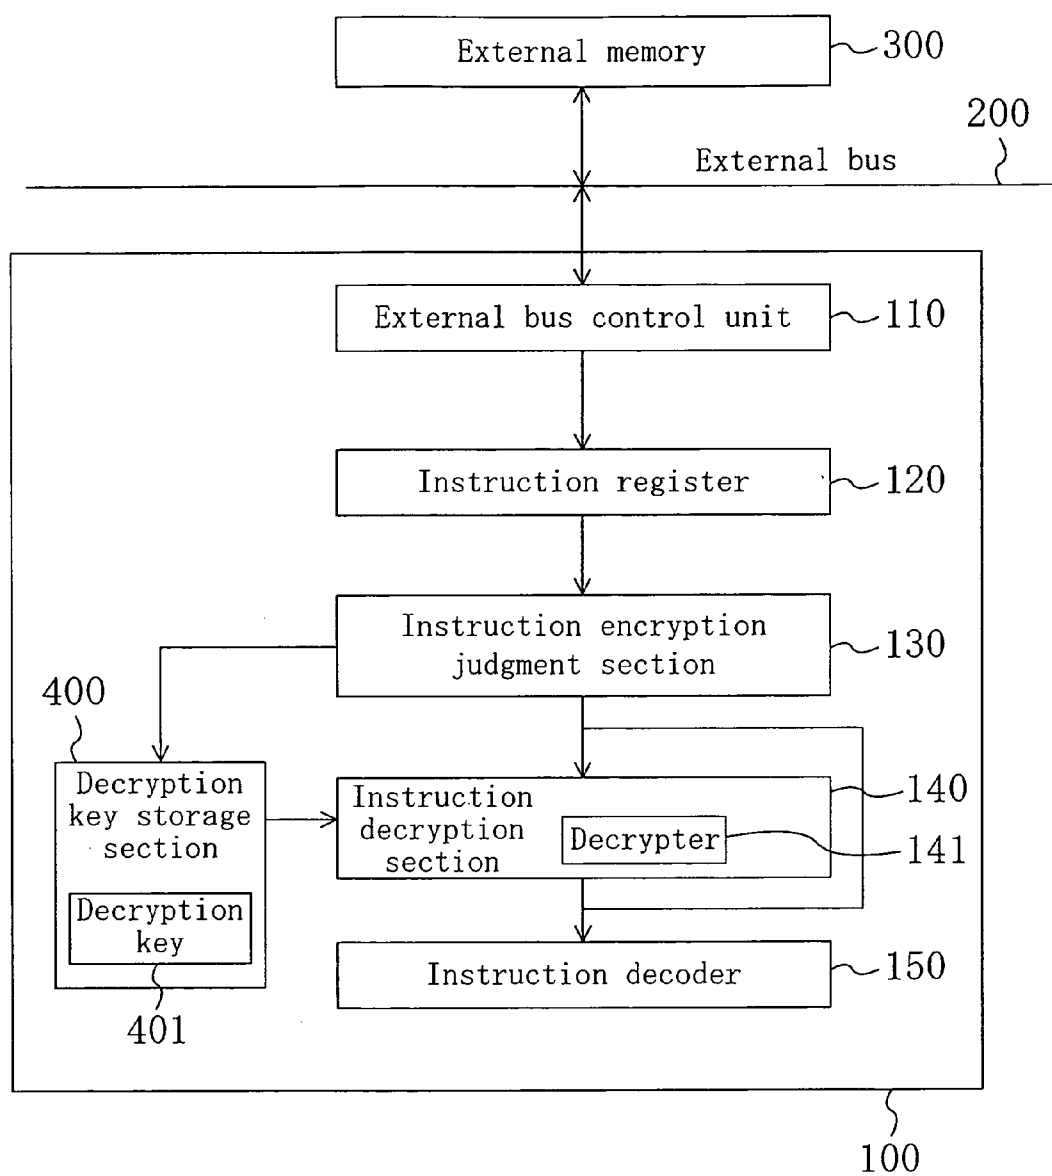 External memory
300
200
External bus
External bus control unit
110
Instruction register
120
Instruction encryption
judgment section
130
400
Decryption
key storage
section
Instruction
decryption
section
140
Decrypter
141
Decryption
key
401
Instruction decoder
150
100